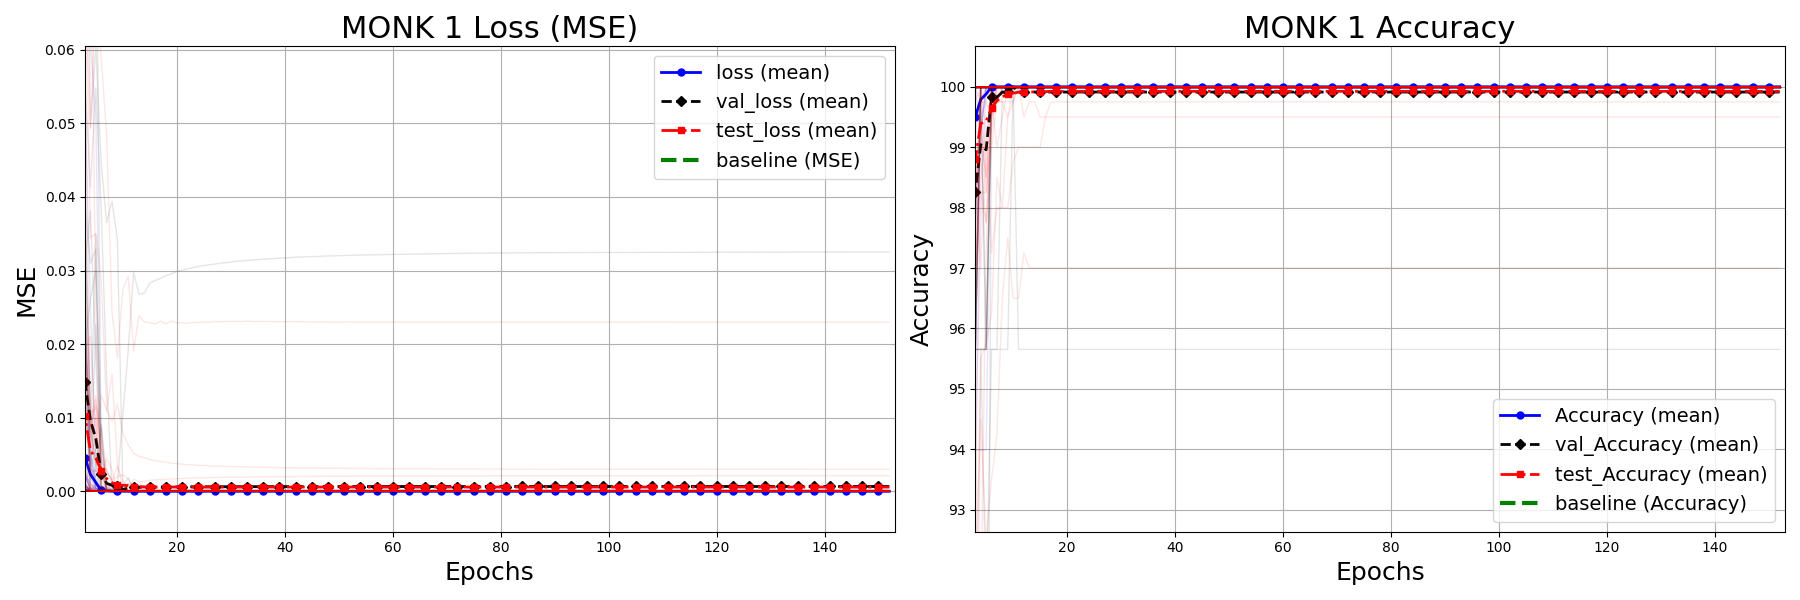 MONK 1 Loss (MSE)
0.06
0.05
0.04
0.03
0.02
0.01
0.00
MSE
loss (mean)
val_loss (mean)
test_loss (mean)
baseline (MSE)
20 40 60 80 100 120 140
Epochs
MONK 1 Accuracy
100
99
98
97
96
95
94
93
Accuracy
Accuracy (mean)
val_Accuracy (mean)
test_Accuracy (mean)
baseline (Accuracy)
20 40 60 80 100 120 140
Epochs